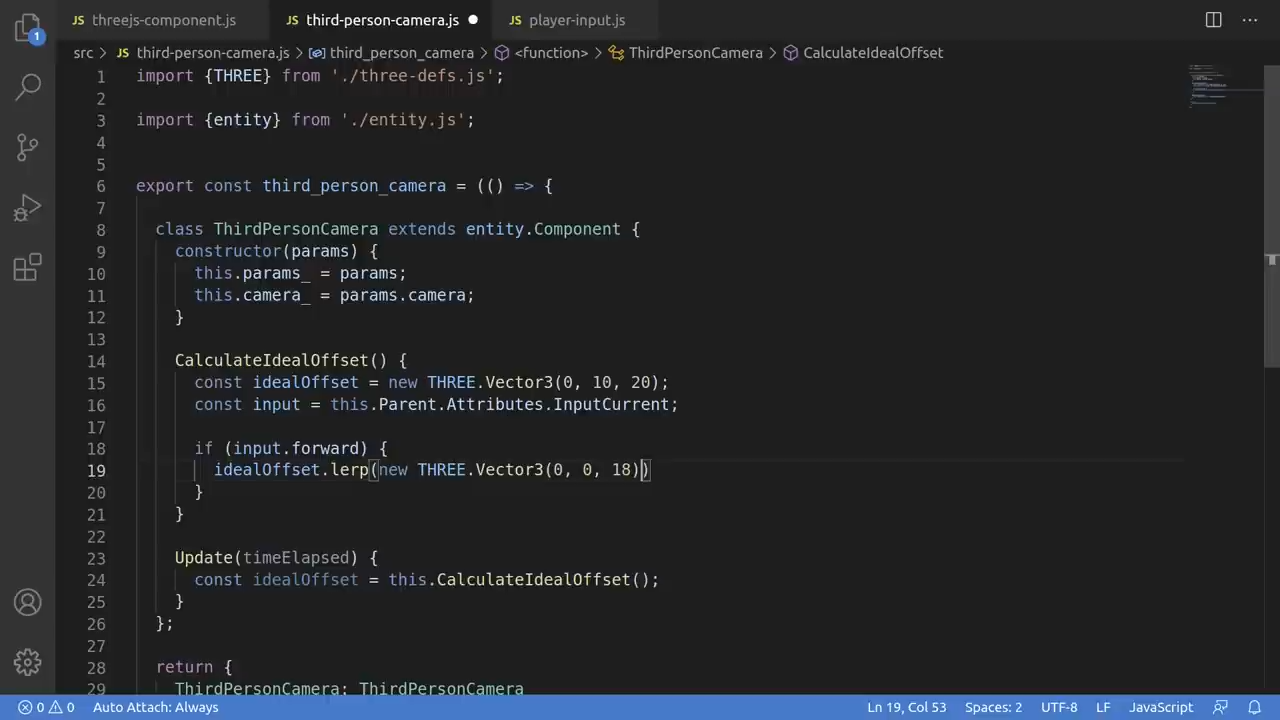 1
JS threejs-component.js
JS third-person-camera.js
JS player-input.js
src > JS third-person-camera.js > third_person_camera > <function> > ThirdPersonCamera > CalculateIdealOffset
1 import {THREE} from './three-defs.js';
2
3 import {entity} from './entity.js';
4
5
6 export const third_person_camera = (() => {
7
8 class ThirdPersonCamera extends entity.Component {
9 constructor(params) {
10 this.params_ = params;
11 this.camera_ = params.camera;
12 }
13
14 CalculateIdealOffset() {
15 const idealOffset = new THREE.Vector3(0, 10, 20);
16 const input = this.Parent.Attributes.InputCurrent;
17
18 if (input.forward) {
19 idealOffset.lerp(new THREE.Vector3(0, 0, 18))
20 }
21 }
22
23 Update(timeElapsed) {
24 const idealOffset = this.CalculateIdealOffset();
25 }
26 };
27
28 return {
29 ThirdPersonCamera: ThirdPersonCamera
0 0 Auto Attach: Always Ln 19, Col 53 Spaces: 2 UTF-8 LF JavaScript